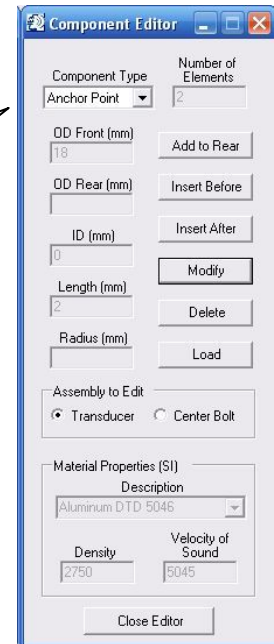 Component Editor
Component Type
Number of
Elements
Anchor Point
2
OD Front (mm)
18
Add to Rear
OD Rear (mm)
Insert Before
ID (mm)
0
Insert After
Length (mm)
2
Modify
Delete
Radius (mm)
Load
Assembly to Edit
Transducer
Center Bolt
Material Properties (SI)
Description
Aluminum DTD 5046
Density
2750
Velocity of
Sound
5045
Close Editor